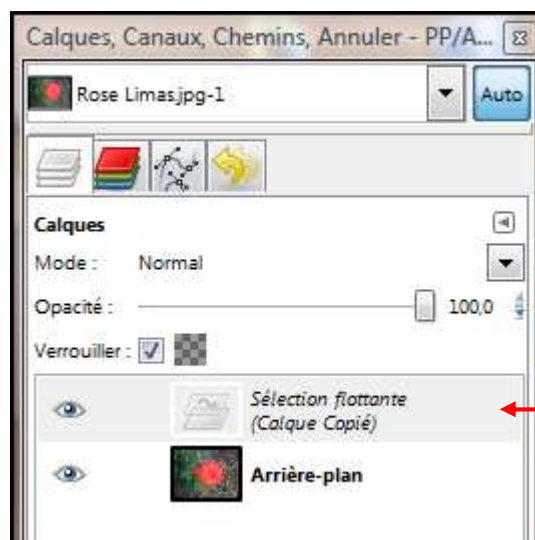 Calques, Canaux, Chemins, Annuler - PP/A...
Rose Limas.jpg-1
Auto
Calques
Mode : Normal
Opacité : 100,0
Verrouiller :
Sélection flottante
(Calque Copié)
Arrière-plan